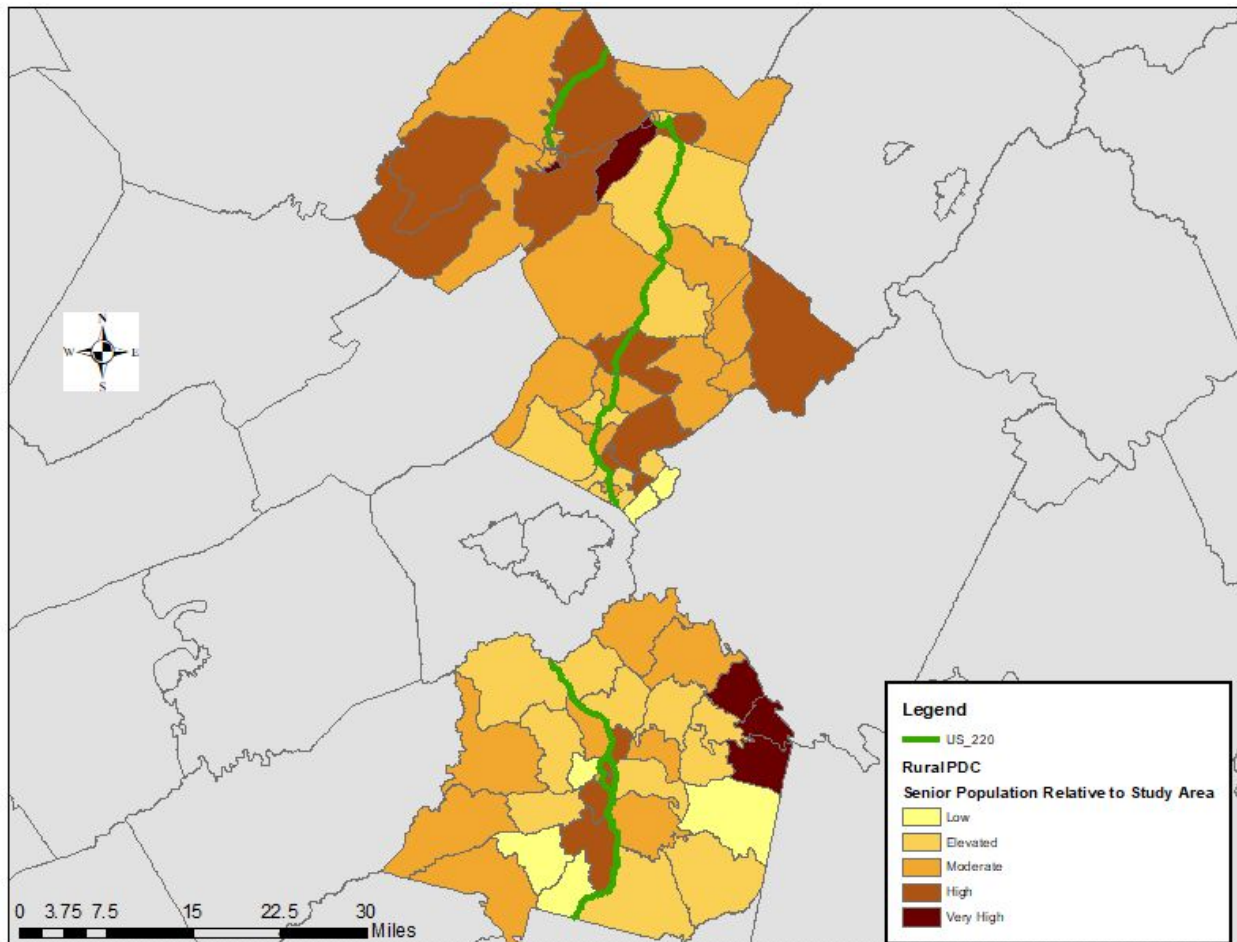 N
W E
S
Legend
US_220
Rural PDC
Senior Population Relative to Study Area
Low
Elevated
Moderate
High
Very High
0 3.75 7.5 15 22.5 30
Miles